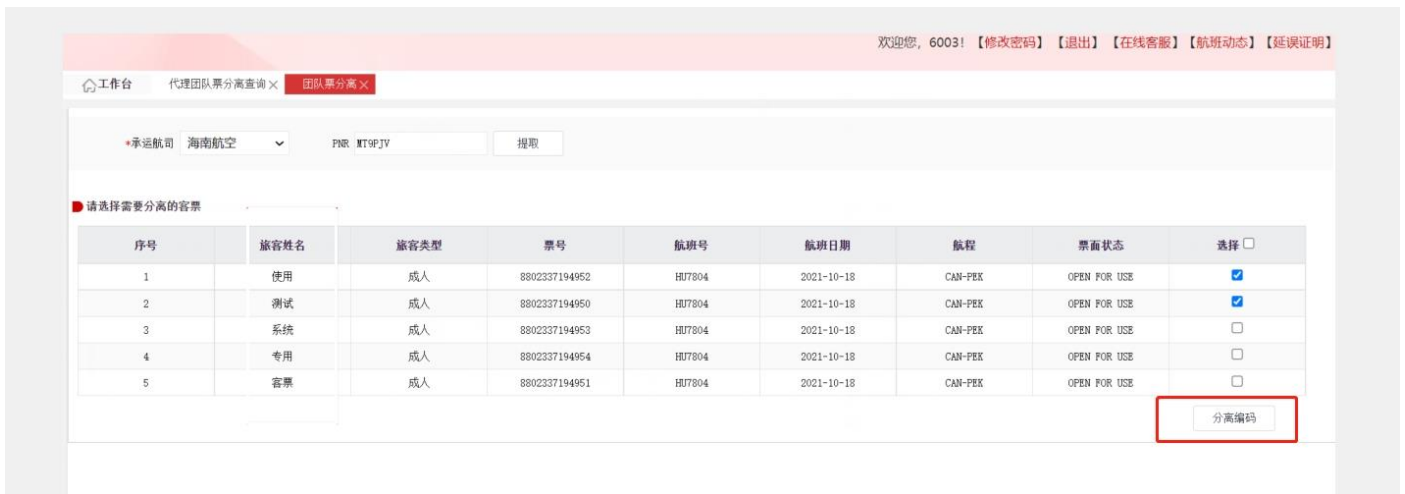 欢迎您，6003! 【修改密码】 【退出】 【在线客服】 【航班动态】 【延误证明】
工作台 代理团队票分离查询 团队票分离
*承运航司 海南航空 PNR MT9PJV 提取
请选择需要分离的客票
序号 旅客姓名 旅客类型 票号 航班号 航班日期 航程 票面状态 选择
1 使用 成人 8802337194952 HU7804 2021-10-18 CAN-PEK OPEN FOR USE
2 测试 成人 8802337194950 HU7804 2021-10-18 CAN-PEK OPEN FOR USE
3 系统 成人 8802337194953 HU7804 2021-10-18 CAN-PEK OPEN FOR USE
4 专用 成人 8802337194954 HU7804 2021-10-18 CAN-PEK OPEN FOR USE
5 客票 成人 8802337194951 HU7804 2021-10-18 CAN-PEK OPEN FOR USE
分离编码